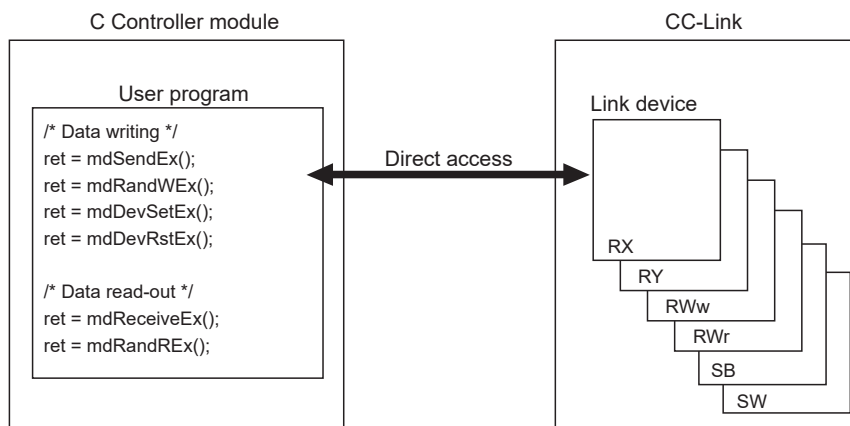 C Controller module
User program
/* Data writing */
ret = mdSendEx();
ret = mdRandWEx();
ret = mdDevSetEx();
ret = mdDevRstEx();
/* Data read-out */
ret = mdReceiveEx();
ret = mdRandREx();
Direct access
CC-Link
Link device
RX
RY
RWw
RWr
SB
SW